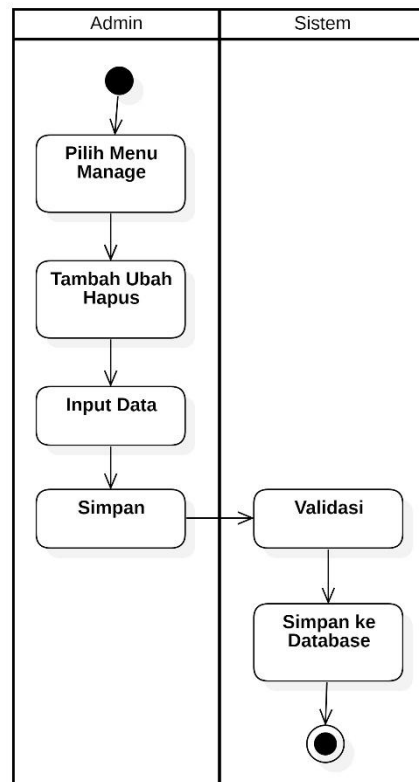 Admin
Sistem
Pilih Menu
Manage
Tambah Ubah
Hapus
Input Data
Simpan
Validasi
Simpan ke
Database